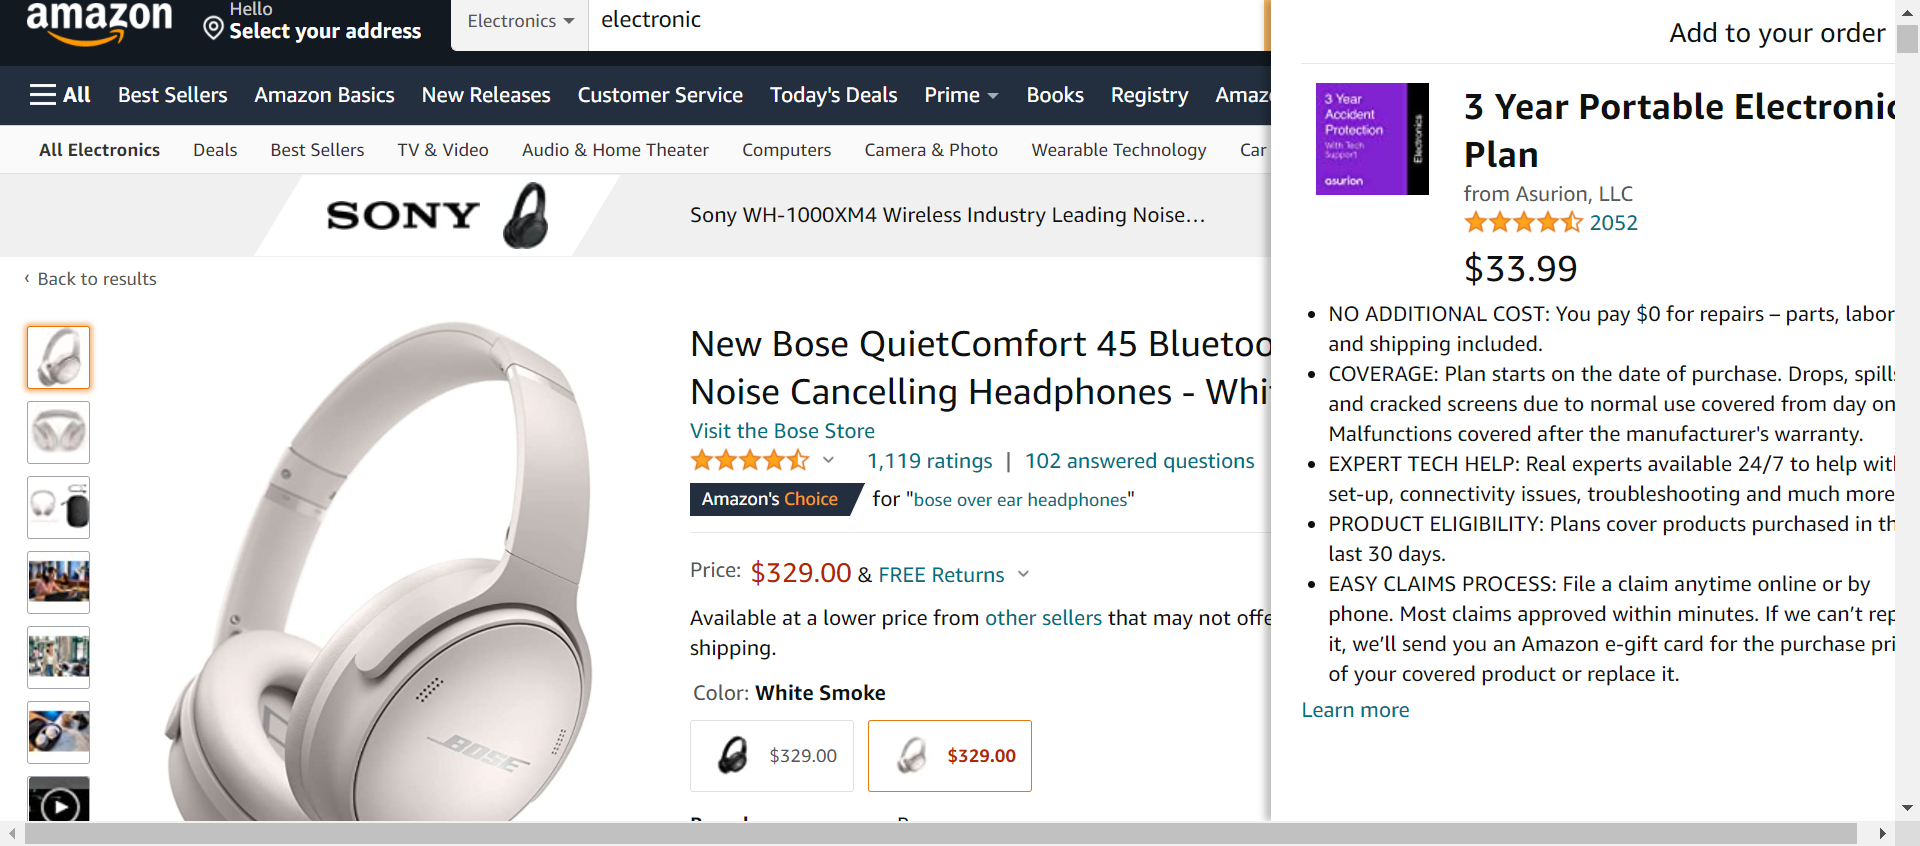 amazon
Hello
Select your address
Electronics
electronic
All
Best Sellers
Amazon Basics
New Releases
Customer Service
Today's Deals
Prime
Books
Registry
Amaz
All Electronics
Deals
Best Sellers
TV & Video
Audio & Home Theater
Computers
Camera & Photo
Wearable Technology
Car
SONY
Sony WH-1000XM4 Wireless Industry Leading Noise…
‹ Back to results
New Bose QuietComfort 45 Bluetoo
Noise Cancelling Headphones - Whi
Visit the Bose Store
1,119 ratings | 102 answered questions
Amazon's Choice for "bose over ear headphones"
Price: $329.00 & FREE Returns
Available at a lower price from other sellers that may not offe
shipping.
Color: White Smoke
$329.00
$329.00
BOSE
Add to your order
3 Year
Accident
Protection
With Tech
Support
asurion
Electronics
3 Year Portable Electronic
Plan
from Asurion, LLC
2052
$33.99
• NO ADDITIONAL COST: You pay $0 for repairs – parts, labor
and shipping included.
• COVERAGE: Plan starts on the date of purchase. Drops, spills
and cracked screens due to normal use covered from day on
Malfunctions covered after the manufacturer's warranty.
• EXPERT TECH HELP: Real experts available 24/7 to help wit
set-up, connectivity issues, troubleshooting and much more
• PRODUCT ELIGIBILITY: Plans cover products purchased in th
last 30 days.
• EASY CLAIMS PROCESS: File a claim anytime online or by
phone. Most claims approved within minutes. If we can’t rep
it, we’ll send you an Amazon e-gift card for the purchase pri
of your covered product or replace it.
Learn more